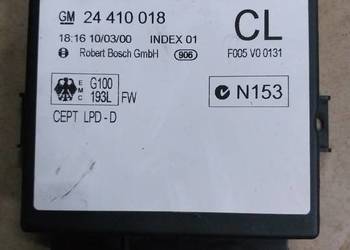 GM 24 410 018 CL
18:16 10/03/00 INDEX 01
Robert Bosch GmbH 906 F005 V0 0131
EMC G100 193L FW
N153
CEPT LPD - D